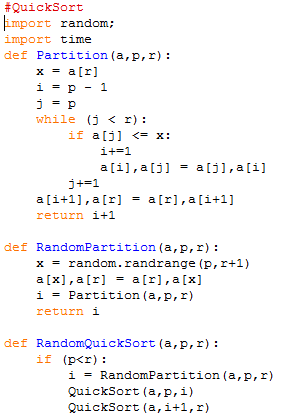 #QuickSort
import random;
import time
def Partition(a,p,r):
    x = a[r]
    i = p - 1
    j = p
    while (j < r):
        if a[j] <= x:
            i+=1
            a[i],a[j] = a[j],a[i]
        j+=1
    a[i+1],a[r] = a[r],a[i+1]
    return i+1

def RandomPartition(a,p,r):
    x = random.randrange(p,r+1)
    a[x],a[r] = a[r],a[x]
    i = Partition(a,p,r)
    return i

def RandomQuickSort(a,p,r):
    if (p<r):
        i = RandomPartition(a,p,r)
        QuickSort(a,p,i)
        QuickSort(a,i+1,r)